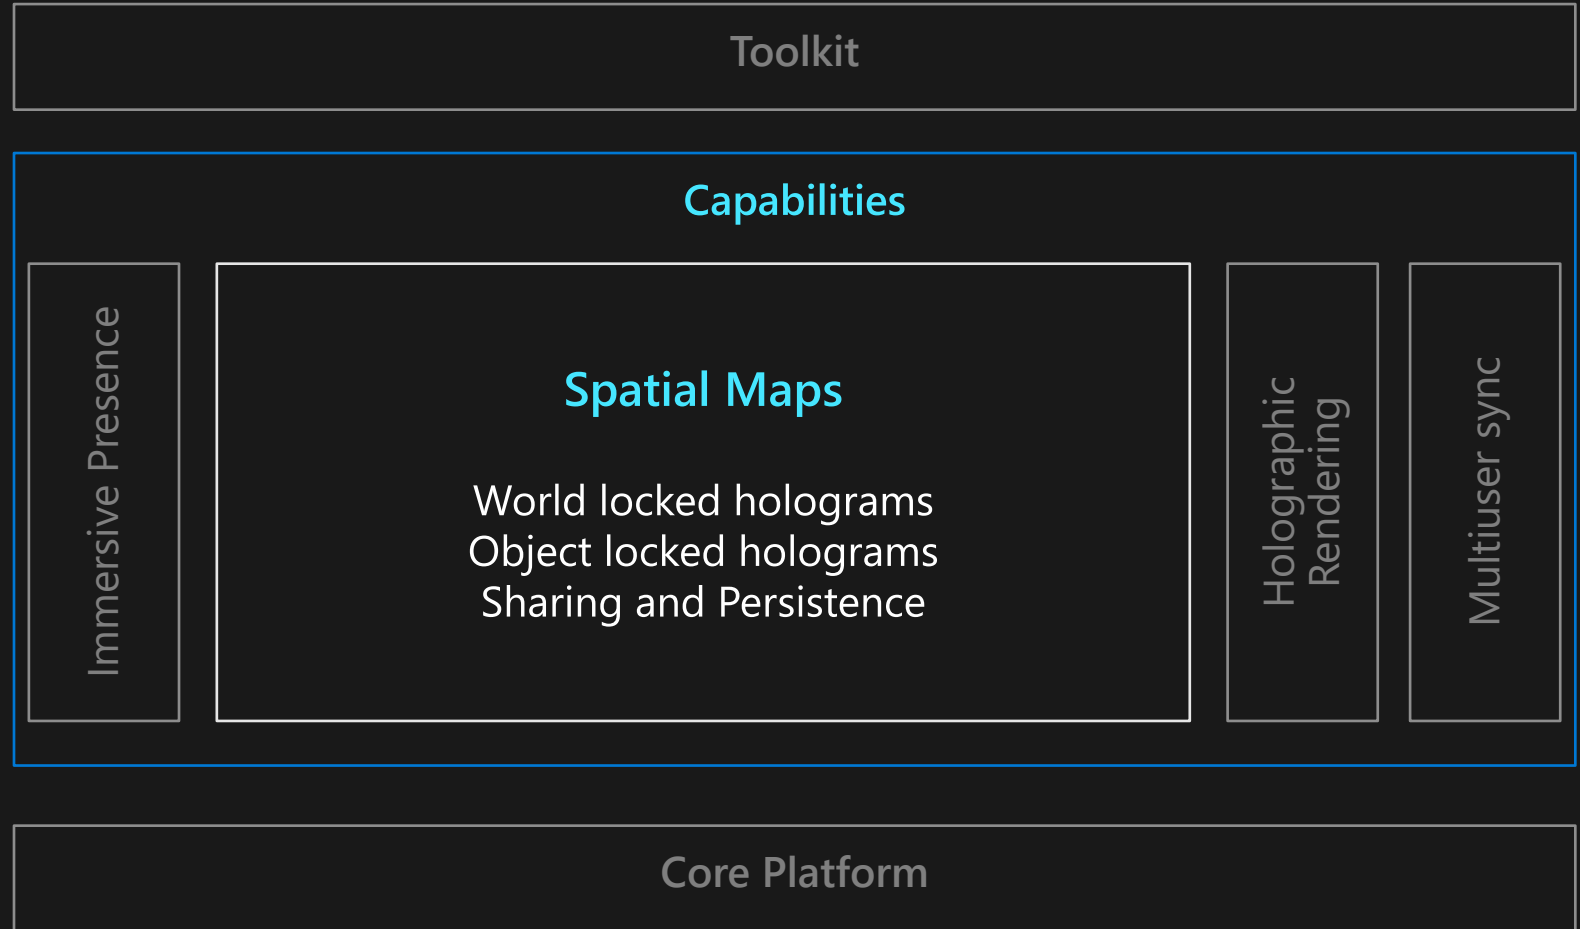 Toolkit
Capabilities
Immersive Presence
Spatial Maps
World locked holograms
Object locked holograms
Sharing and Persistence
Holographic
Rendering
Multiuser sync
Core Platform